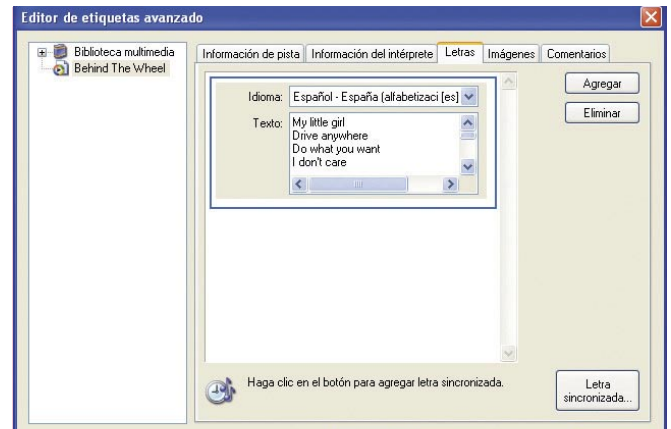 Editor de etiquetas avanzado
Biblioteca multimedia
Behind The Wheel
Información de pista
Información del intérprete
Letras
Imágenes
Comentarios
Idioma: Español - España (alfabetizaci [es]
Texto: My little girl
Drive anywhere
Do what you want
I don't care
Agregar
Eliminar
Haga clic en el botón para agregar letra sincronizada.
Letra
sincronizada...